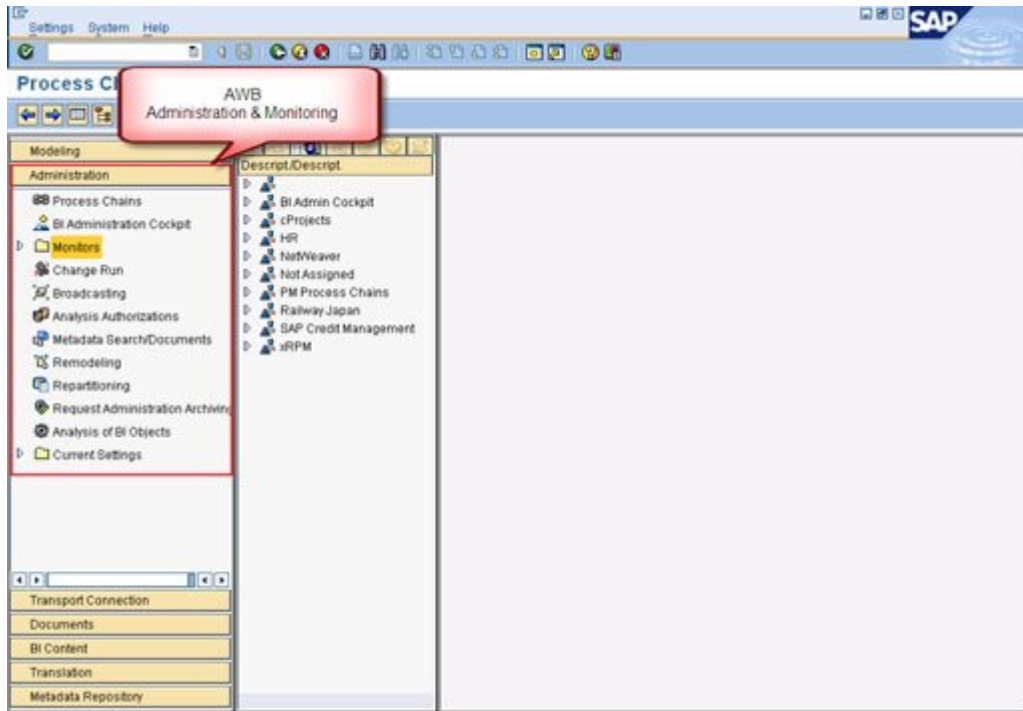 Settings System Help
SAP
Process C
AWB
Administration & Monitoring
Modeling
Administration
Process Chains
BI Administration Cockpit
Monitors
Change Run
Broadcasting
Analysis Authorizations
Metadata Search/Documents
Remodeling
Repartitioning
Request Administration Archiving
Analysis of BI Objects
Current Settings
Transport Connection
Documents
BI Content
Translation
Metadata Repository
Descript./Descript.
BI Admin Cockpit
cProjects
HR
NetWeaver
Not Assigned
PM Process Chains
Railway Japan
SAP Credit Management
xRPM